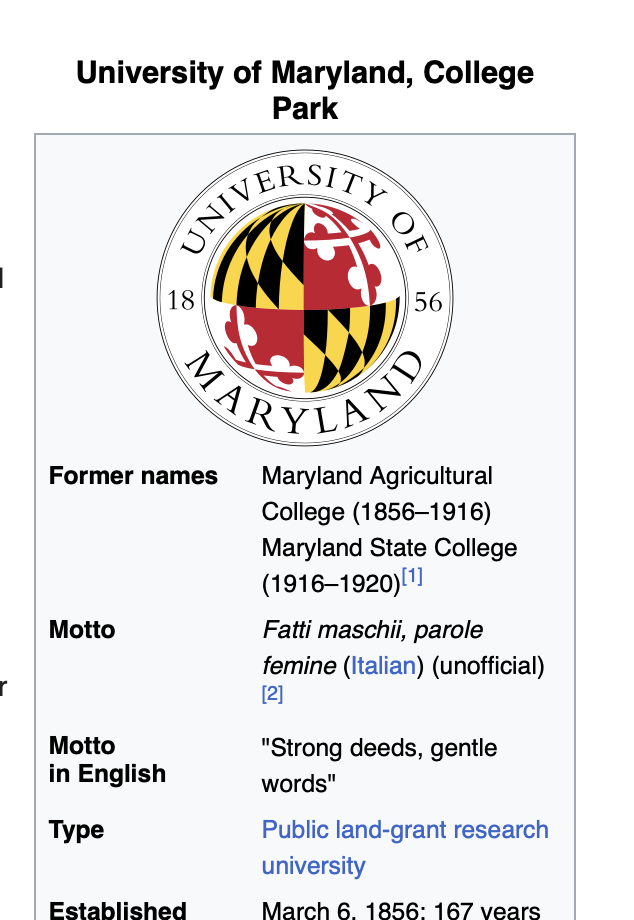 University of Maryland, College
Park
UNIVERSITY OF
18 56
MARYLAND
Former names Maryland Agricultural
College (1856–1916)
Maryland State College
(1916–1920)[1]
Motto Fatti maschii, parole
femine (Italian) (unofficial)
[2]
Motto
in English "Strong deeds, gentle
words"
Type Public land-grant research
university
Established March 6, 1856; 167 years